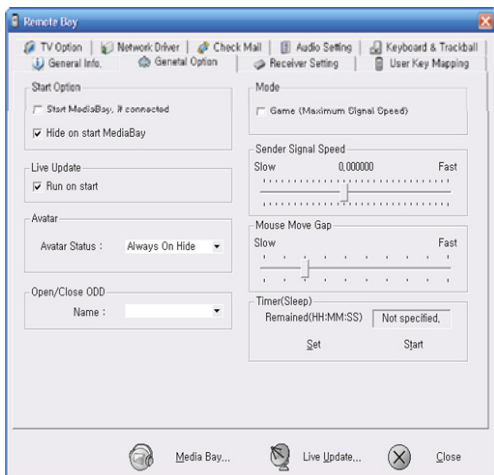 Remote Bay
TV Option
Network Driver
Check Mail
Audio Setting
Keyboard & Trackball
General Info.
Genetal Option
Receiver Setting
User Key Mapping
Start Option
Start MediaBay, if connected
Hide on start MediaBay
Live Update
Run on start
Avatar
Avatar Status : Always On Hide
Open/Close ODD
Name :
Mode
Game (Maximum Signal Speed)
Sender Signal Speed
Slow 0,000000 Fast
Mouse Move Gap
Slow Fast
Timer(Sleep)
Remained(HH:MM:SS) Not specified,
Set Start
Media Bay... Live Update... Close